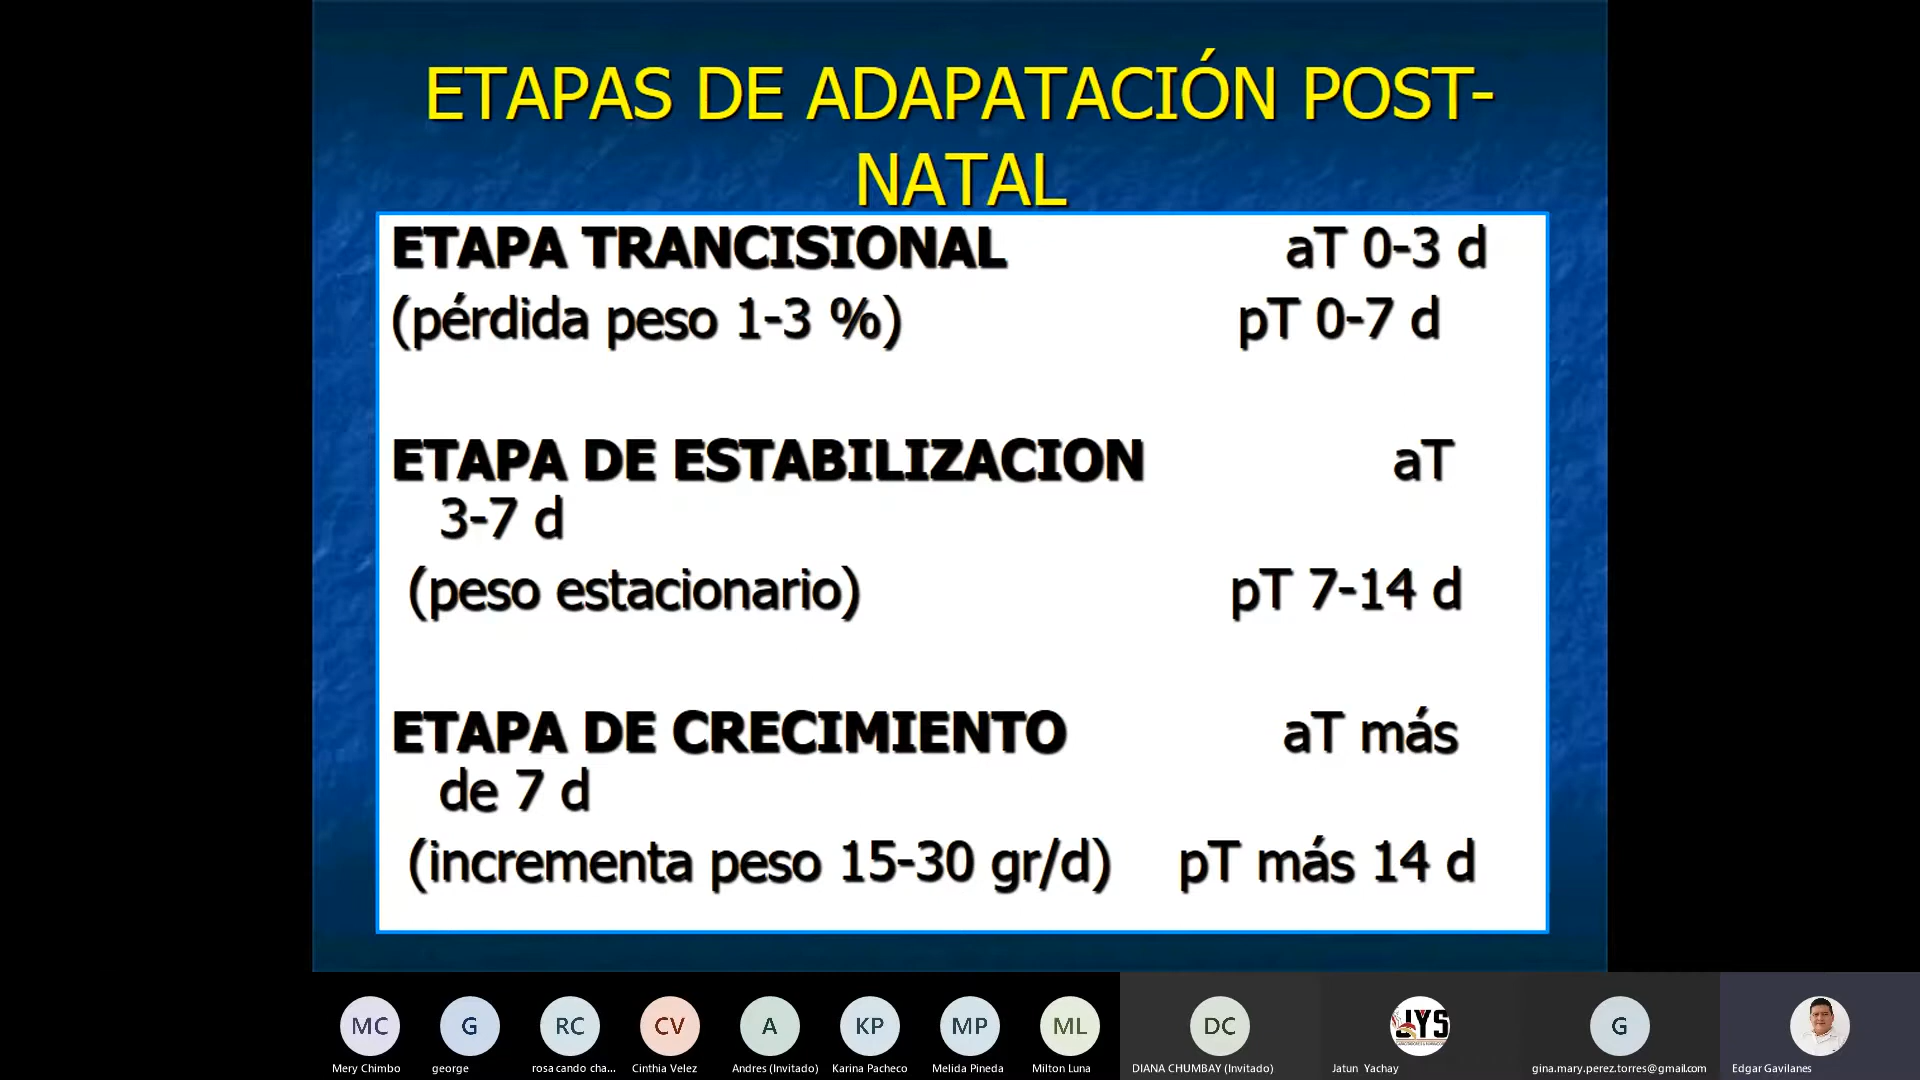 ETAPAS DE ADAPATACIÓN POST-
NATAL
ETAPA TRANCISIONAL aT 0-3 d
(pérdida peso 1-3 %) pT 0-7 d
ETAPA DE ESTABILIZACION aT
3-7 d
(peso estacionario) pT 7-14 d
ETAPA DE CRECIMIENTO aT más
de 7 d
(incrementa peso 15-30 gr/d) pT más 14 d
MC G RC CV A KP MP ML DC JYS G
Mery Chimbo george rosa cando cha... Cinthia Velez Andres (Invitado) Karina Pacheco Melida Pineda Milton Luna DIANA CHUMBAY (Invitado) Jatun Yachay gina.mary.perez.torres@gmail.com Edgar Gavilanes